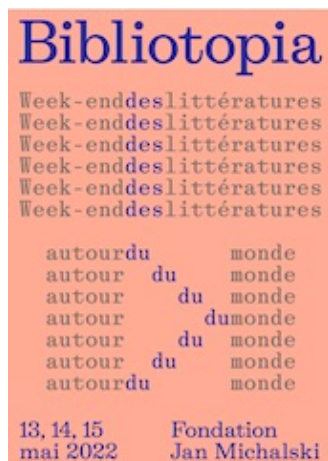 Bibliotopia
Week-enddeslittératures
Week-enddeslittératures
Week-enddeslittératures
Week-enddeslittératures
Week-enddeslittératures
Week-enddeslittératures
autourdu monde
autour du monde
autour du monde
autour dumonde
autour du monde
autour du monde
autourdu monde
13, 14, 15 Fondation
mai 2022 Jan Michalski